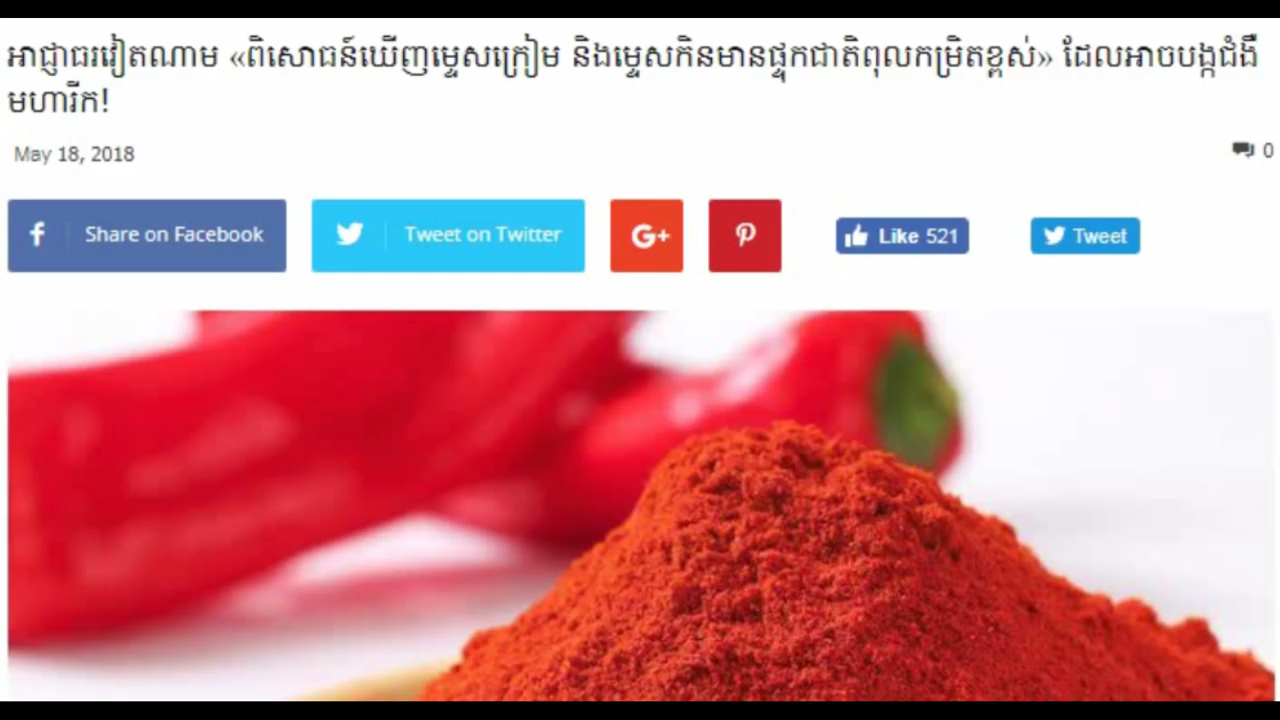 អាជ្ញាធរវៀតណាម «ពិសោធន៍ឃើញម្ទេសក្រៀម និងម្ទេសកិនមានផ្ទុកជាតិពុលកម្រិតខ្ពស់» ដែលអាចបង្កជំងឺ
មហារីក!
May 18, 2018 0
Share on Facebook Tweet on Twitter G+ Like 521 Tweet